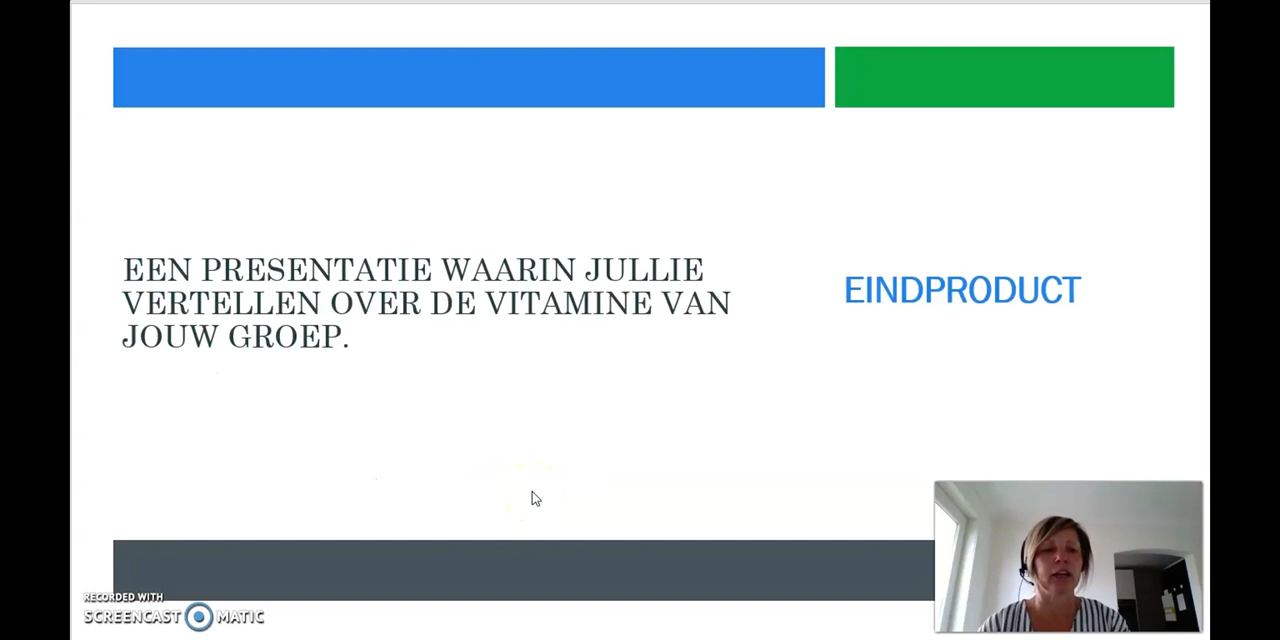 EEN PRESENTATIE WAARIN JULLIE
VERTELLEN OVER DE VITAMINE VAN
JOUW GROEP.
EINDPRODUCT
RECORDED WITH
SCREENCAST MATIC